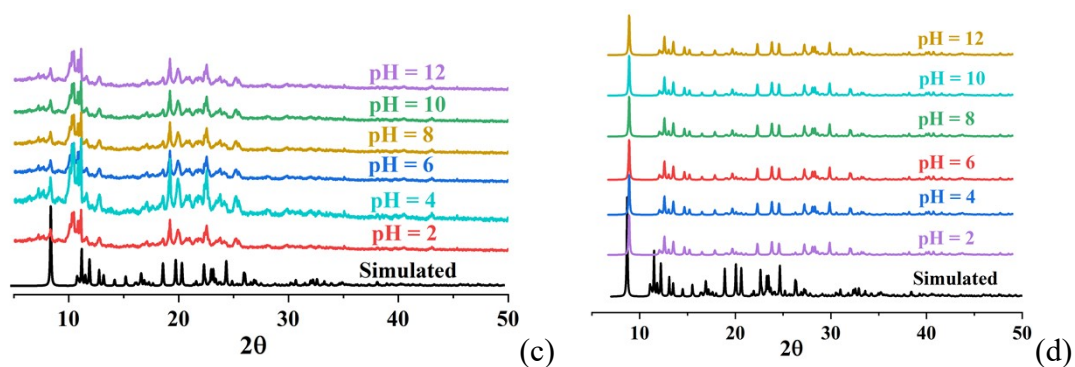 pH = 12
pH = 10
pH = 8
pH = 6
pH = 4
pH = 2
Simulated
10 20 30 40 50
2θ
(c)
pH = 12
pH = 10
pH = 8
pH = 6
pH = 4
pH = 2
Simulated
10 20 30 40 50
2θ
(d)